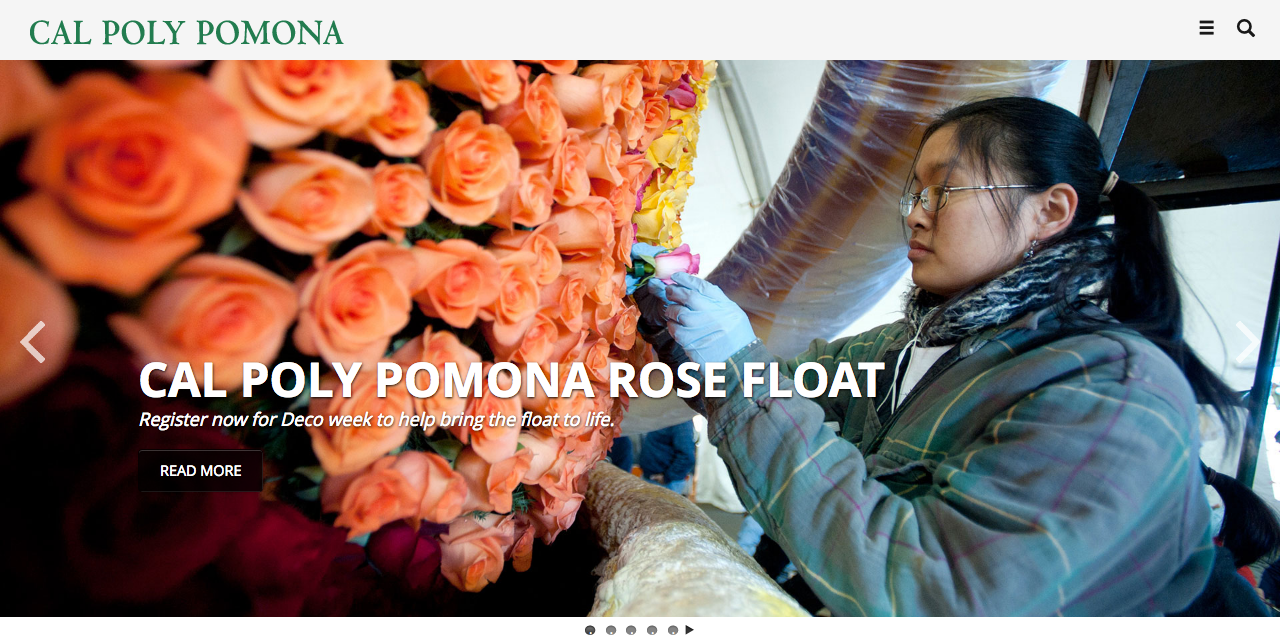 CAL POLY POMONA
CAL POLY POMONA ROSE FLOAT
Register now for Deco week to help bring the float to life.
READ MORE